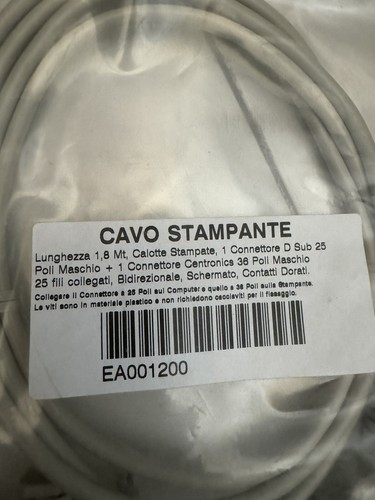 CAVO STAMPANTE
Lunghezza 1,8 Mt, Calotte Stampate, 1 Connettore D Sub 25
Poli Maschio + 1 Connettore Centronics 36 Poli Maschio
25 fili collegati, Bidirezionale, Schermato, Contatti Dorati.
Collegare il Connettore a 25 Poli sul Computer e quello a 36 Poli sulla Stampante.
Le viti sono in materiale plastico e non richiedono cacciaviti per il fissaggio.
EA001200